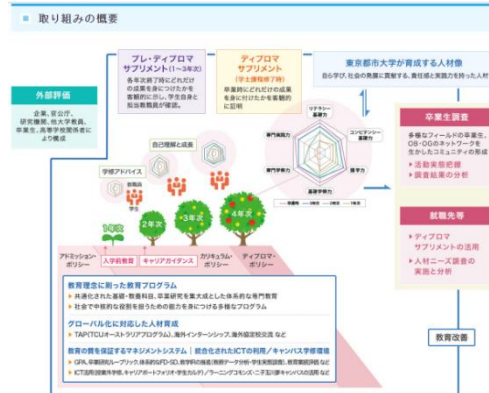 取り組みの概要
プレ・ディプロマ
サプリメント（1〜3年次）
各年次終了時にどれだけ
の成果を身につけたかを
客観的に示し、学生自身と
担当教職員が確認。
ディプロマ
サプリメント
（学士課程修了時）
卒業時にどれだけの成果
を身に付けたかを客観的
に証明
東京都市大学が育成する人材像
自ら学び、社会の発展に貢献する、責任感と実践力を持った人材
外部評価
企業、官公庁、
研究機関、他大学教員、
卒業生、高等学校関係者に
より構成
自己理解と成長
学修アドバイス
教職員
学生
リテラシー
基礎力
コンピテンシー
基礎力
語学力
基礎学修力
専門学修力
専門実践力
1年次
2年次
3年次
4年次
卒業生調査
多様なフィールドの卒業生、
OB・OGのネットワークを
生かしたコミュニティの形成
活動実態把握
調査結果の分析
就職先等
ディプロマ
サプリメントの活用
人材ニーズ調査の
実施と分析
教育改善
アドミッション・
ポリシー
入学前教育
キャリアガイダンス
カリキュラム・
ポリシー
ディプロマ・
ポリシー
教育理念に則った教育プログラム
共通化された基礎・教養科目、卒業研究を集大成とした体系的な専門教育
社会で中核的な役割を担うための能力を身につける多様なプログラム
グローバル化に対応した人材育成
TAP（TCUオーストラリアプログラム）、海外インターンシップ、海外協定校交流 など
教育の質を保証するマネジメントシステム｜統合化されたICTの利用／キャンパス学修環境